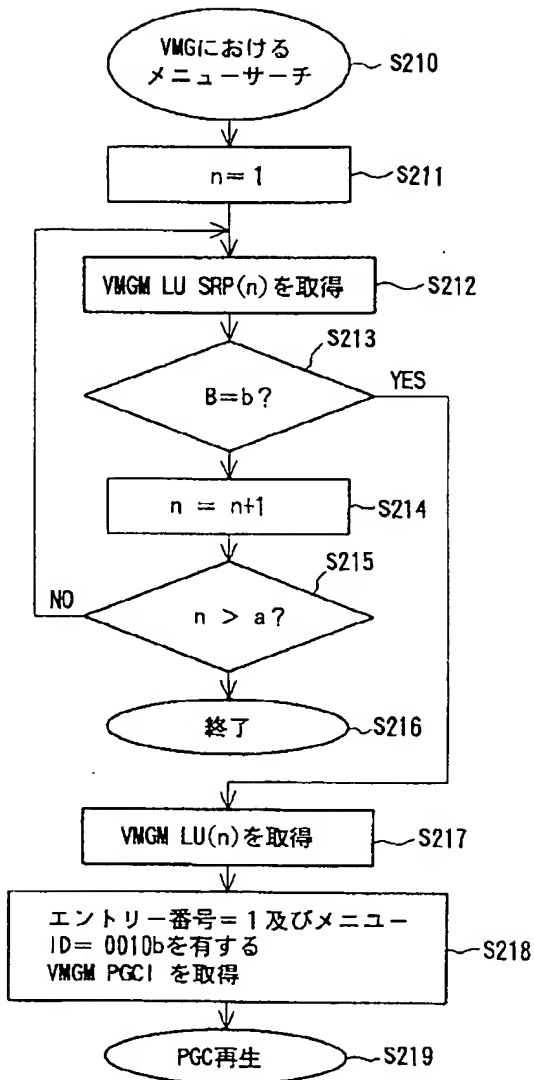 VMGにおける
メニューサーチ
S210
n= 1
S211
VMGM LU SRP(n)を取得
S212
S213
B=b?
YES
n = n+1
S214
S215
NO
n > a?
終了
S216
VMGM LU(n)を取得
S217
エントリー番号=1及びメニュー
ID= 0010bを有する
VMGM PGCI を取得
S218
PGC再生
S219